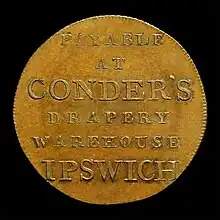 PAYABLE
AT
CONDER'S
DRAPERY
WAREHOUSE
IPSWICH